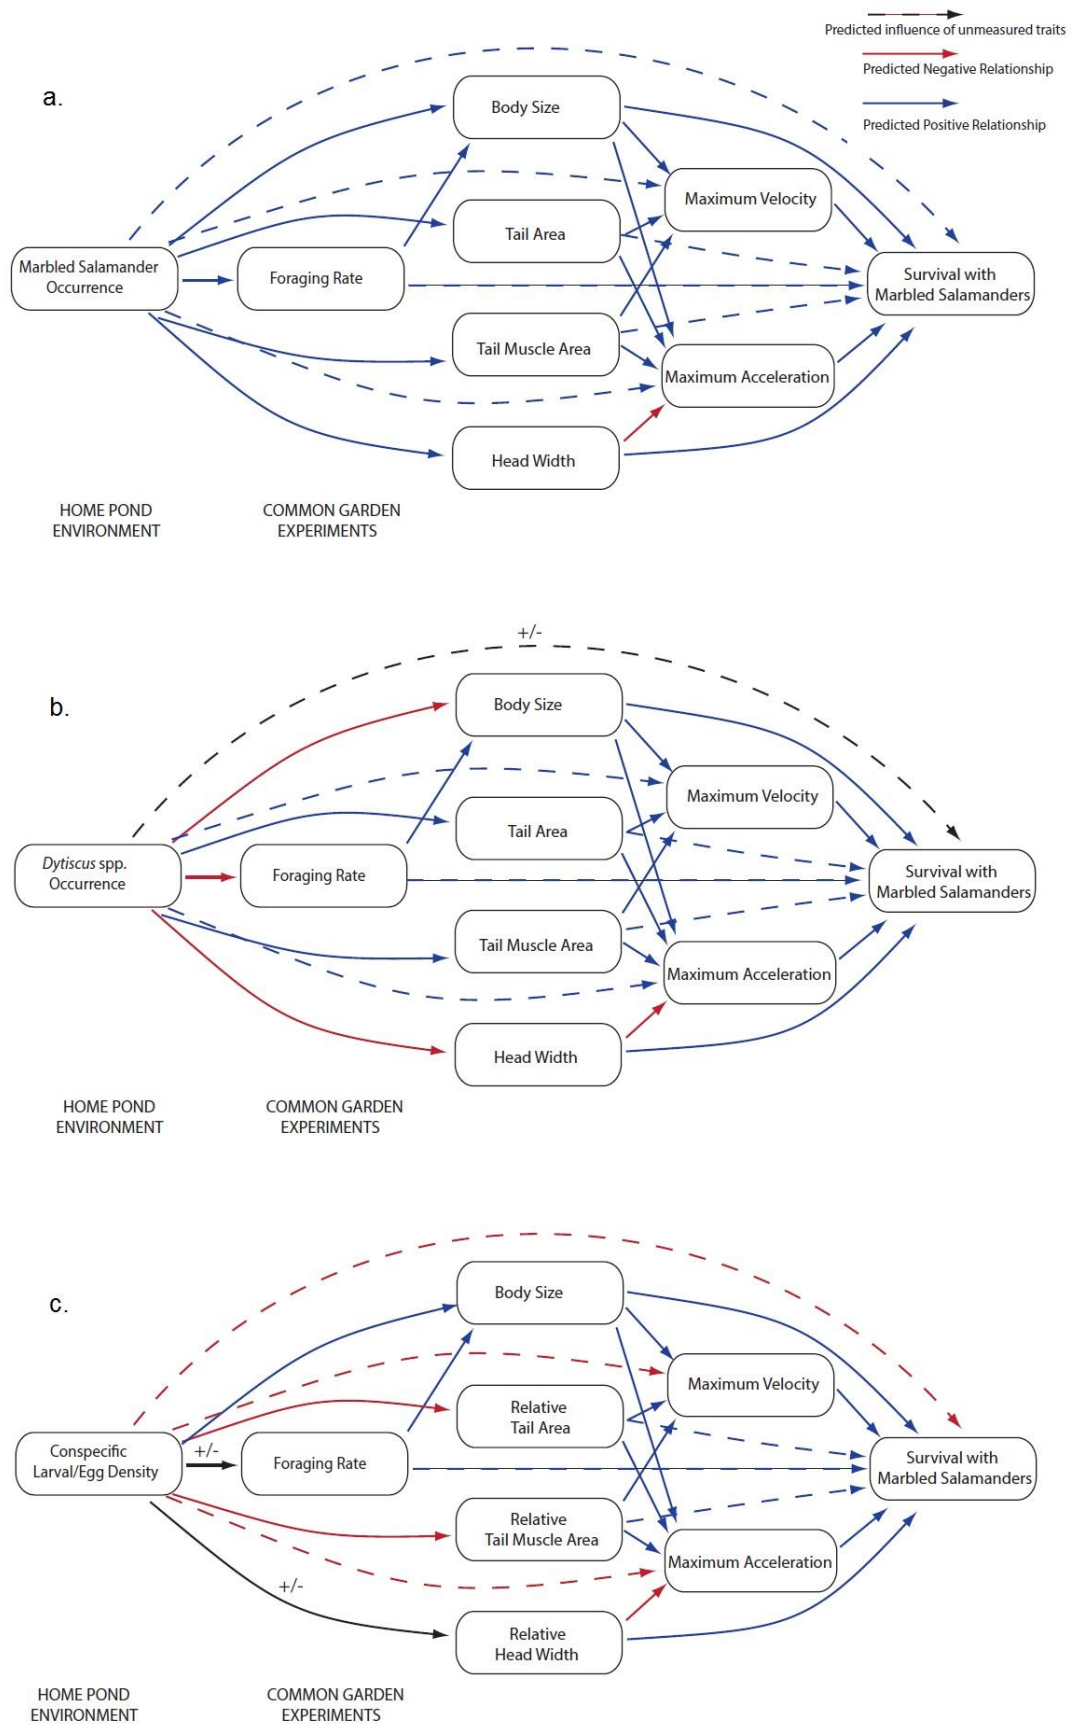 Predicted influence of unmeasured traits
Predicted Negative Relationship
Predicted Positive Relationship
a.
Body Size
Maximum Velocity
Tail Area
Marbled Salamander
Occurrence
Foraging Rate
Survival with
Marbled Salamanders
Tail Muscle Area
Maximum Acceleration
Head Width
HOME POND
ENVIRONMENT
COMMON GARDEN
EXPERIMENTS
+/-
b.
Body Size
Maximum Velocity
Tail Area
Dytiscus spp.
Occurrence
Foraging Rate
Survival with
Marbled Salamanders
Tail Muscle Area
Maximum Acceleration
Head Width
HOME POND
ENVIRONMENT
COMMON GARDEN
EXPERIMENTS
c.
Body Size
Maximum Velocity
Relative
Tail Area
Conspecific
Larval/Egg Density
+/-
Foraging Rate
Survival with
Marbled Salamanders
Relative
Tail Muscle Area
Maximum Acceleration
+/-
Relative
Head Width
HOME POND
ENVIRONMENT
COMMON GARDEN
EXPERIMENTS